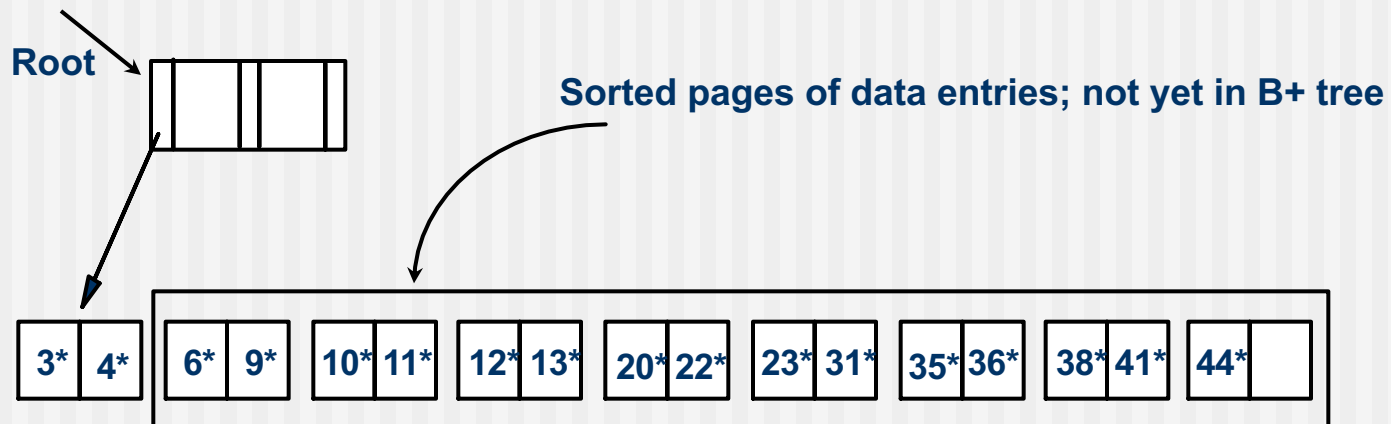 Root
Sorted pages of data entries; not yet in B+ tree
3* 4* 6* 9* 10* 11* 12* 13* 20* 22* 23* 31* 35* 36* 38* 41* 44*